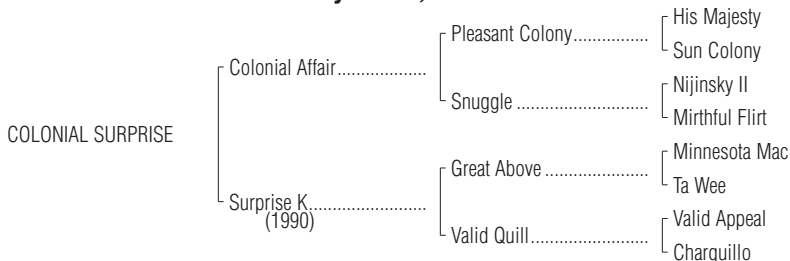 His Majesty
Pleasant Colony................
Sun Colony
Colonial Affair...................
Nijinsky II
Snuggle ............................
Mirthful Flirt
COLONIAL SURPRISE
Minnesota Mac
Great Above ......................
Ta Wee
Surprise K.........................
(1990)
Valid Appeal
Valid Quill.........................
Charquillo